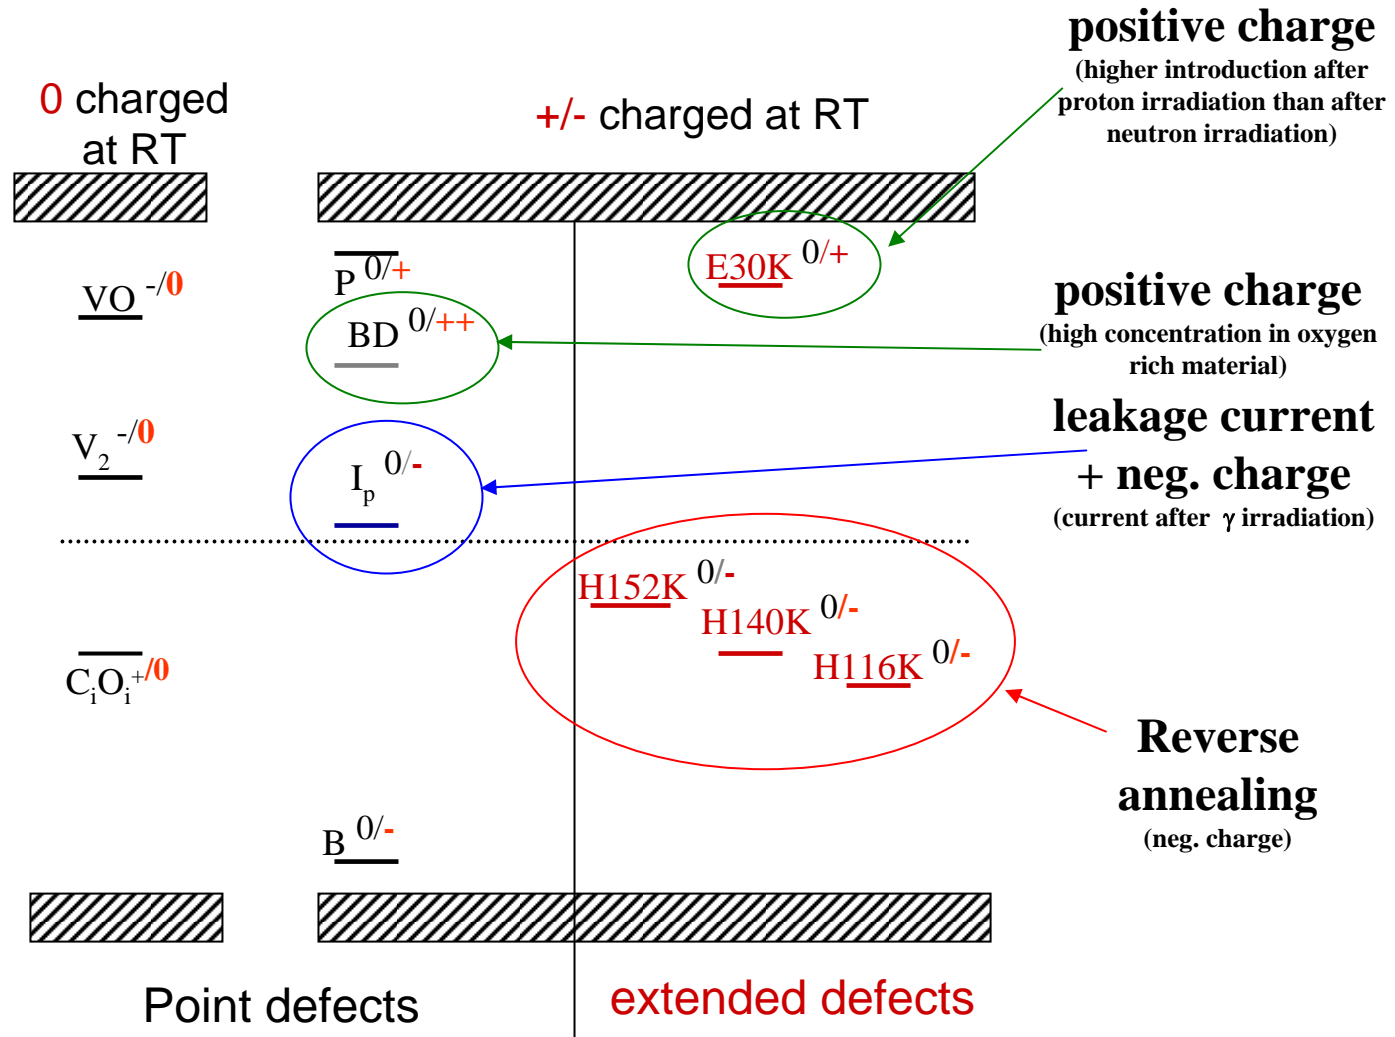 0 charged
at RT
+/- charged at RT
positive charge
(higher introduction after
proton irradiation than after
neutron irradiation)
VO -/0
P 0/+
BD 0/++
E30K 0/+
positive charge
(high concentration in oxygen
rich material)
V2 -/0
Ip 0/-
leakage current
+ neg. charge
(current after γ irradiation)
H152K 0/-
H140K 0/-
H116K 0/-
CiOi +/0
Reverse
annealing
(neg. charge)
B 0/-
Point defects
extended defects